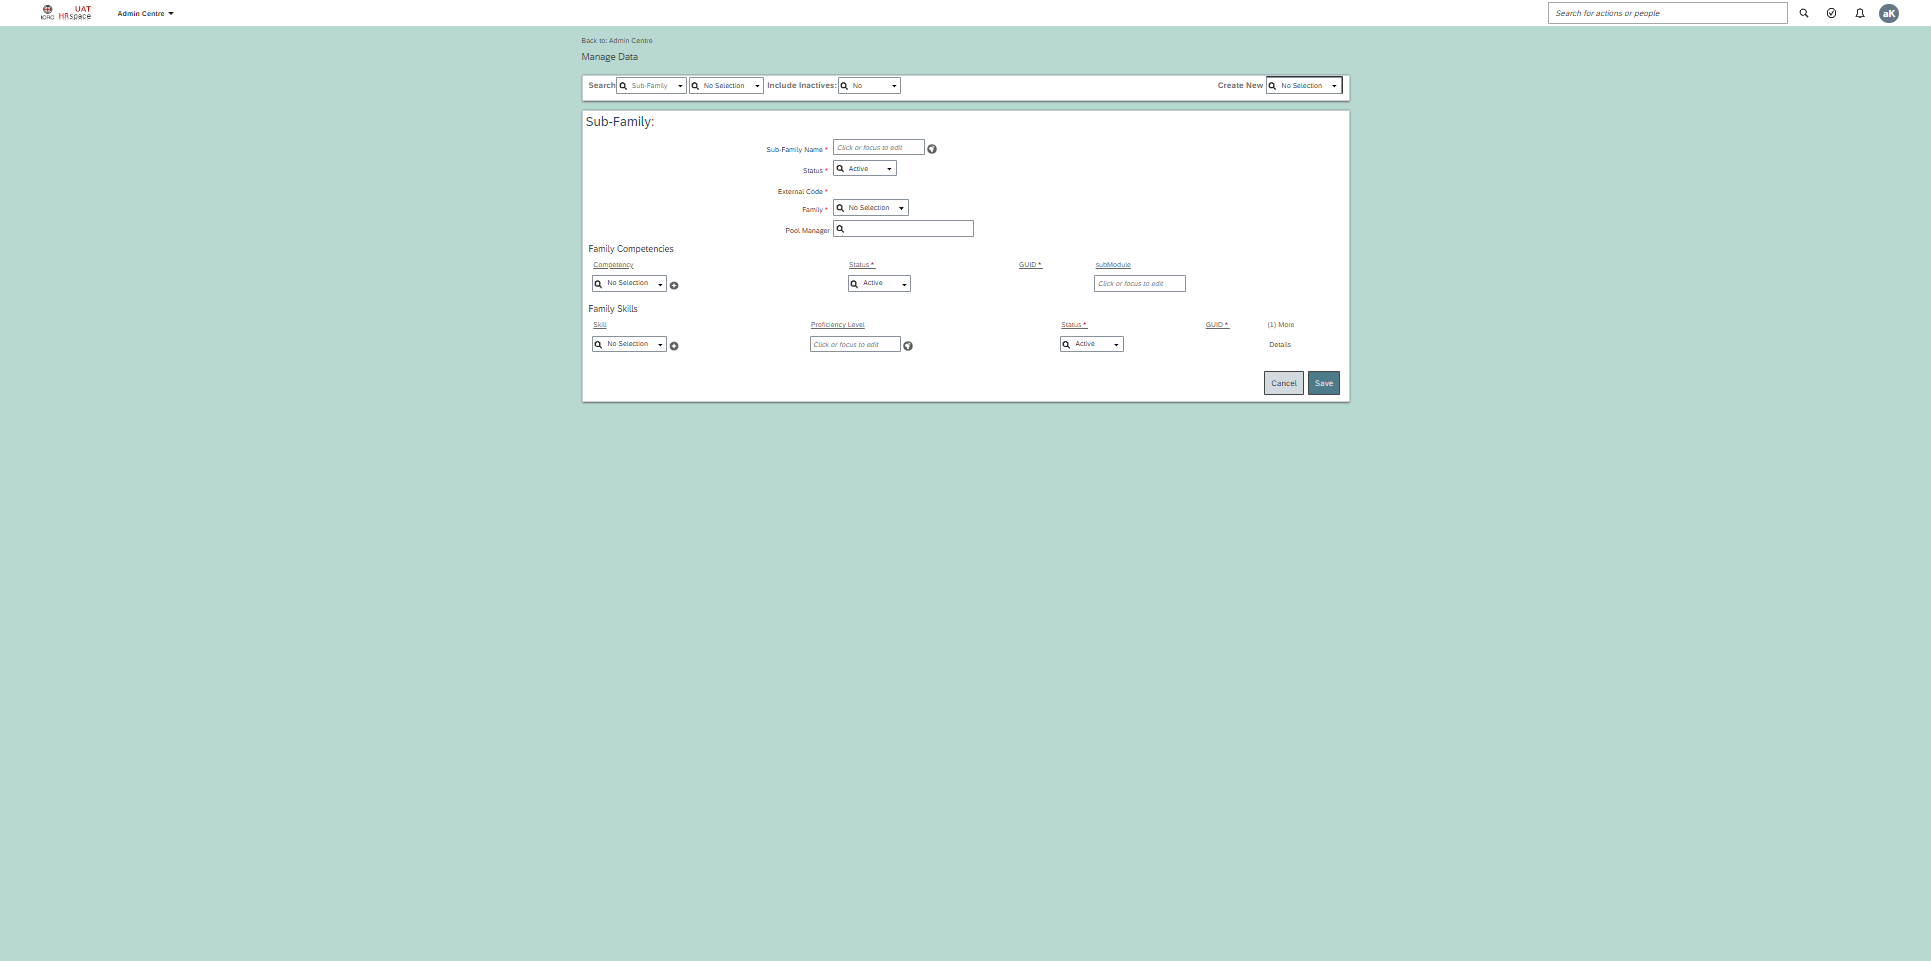 ICRC UAT HRspace Admin Centre Search for actions or people aK
Back to: Admin Centre
Manage Data
Search Sub-Family No Selection Include Inactives: No Create New No Selection
Sub-Family:
Sub-Family Name * Click or focus to edit
Status * Active
External Code *
Family * No Selection
Pool Manager
Family Competencies
Competency Status * GUID * subModule
No Selection Active Click or focus to edit
Family Skills
Skill Proficiency Level Status * GUID * (1) More
No Selection Click or focus to edit Active Details
Cancel Save